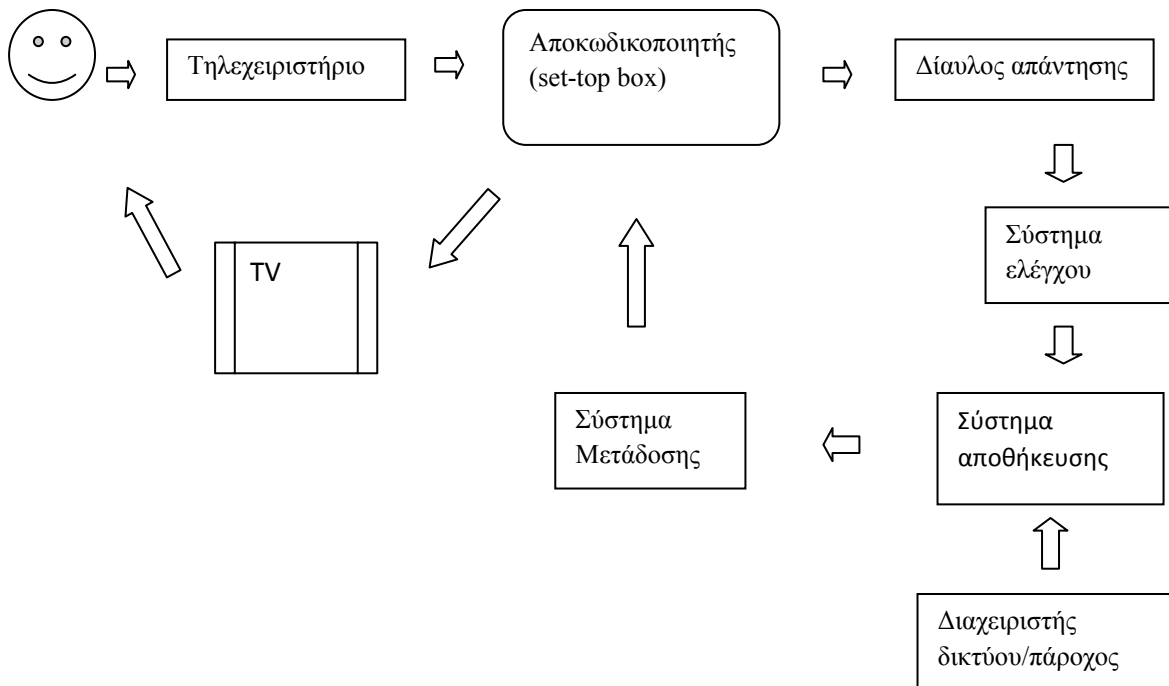 Τηλεχειριστήριο
Αποκωδικοποιητής
(set-top box)
Δίαυλος απάντησης
Σύστημα
ελέγχου
TV
Σύστημα
Μετάδοσης
Σύστημα
αποθήκευσης
Διαχειριστής
δικτύου/πάροχος